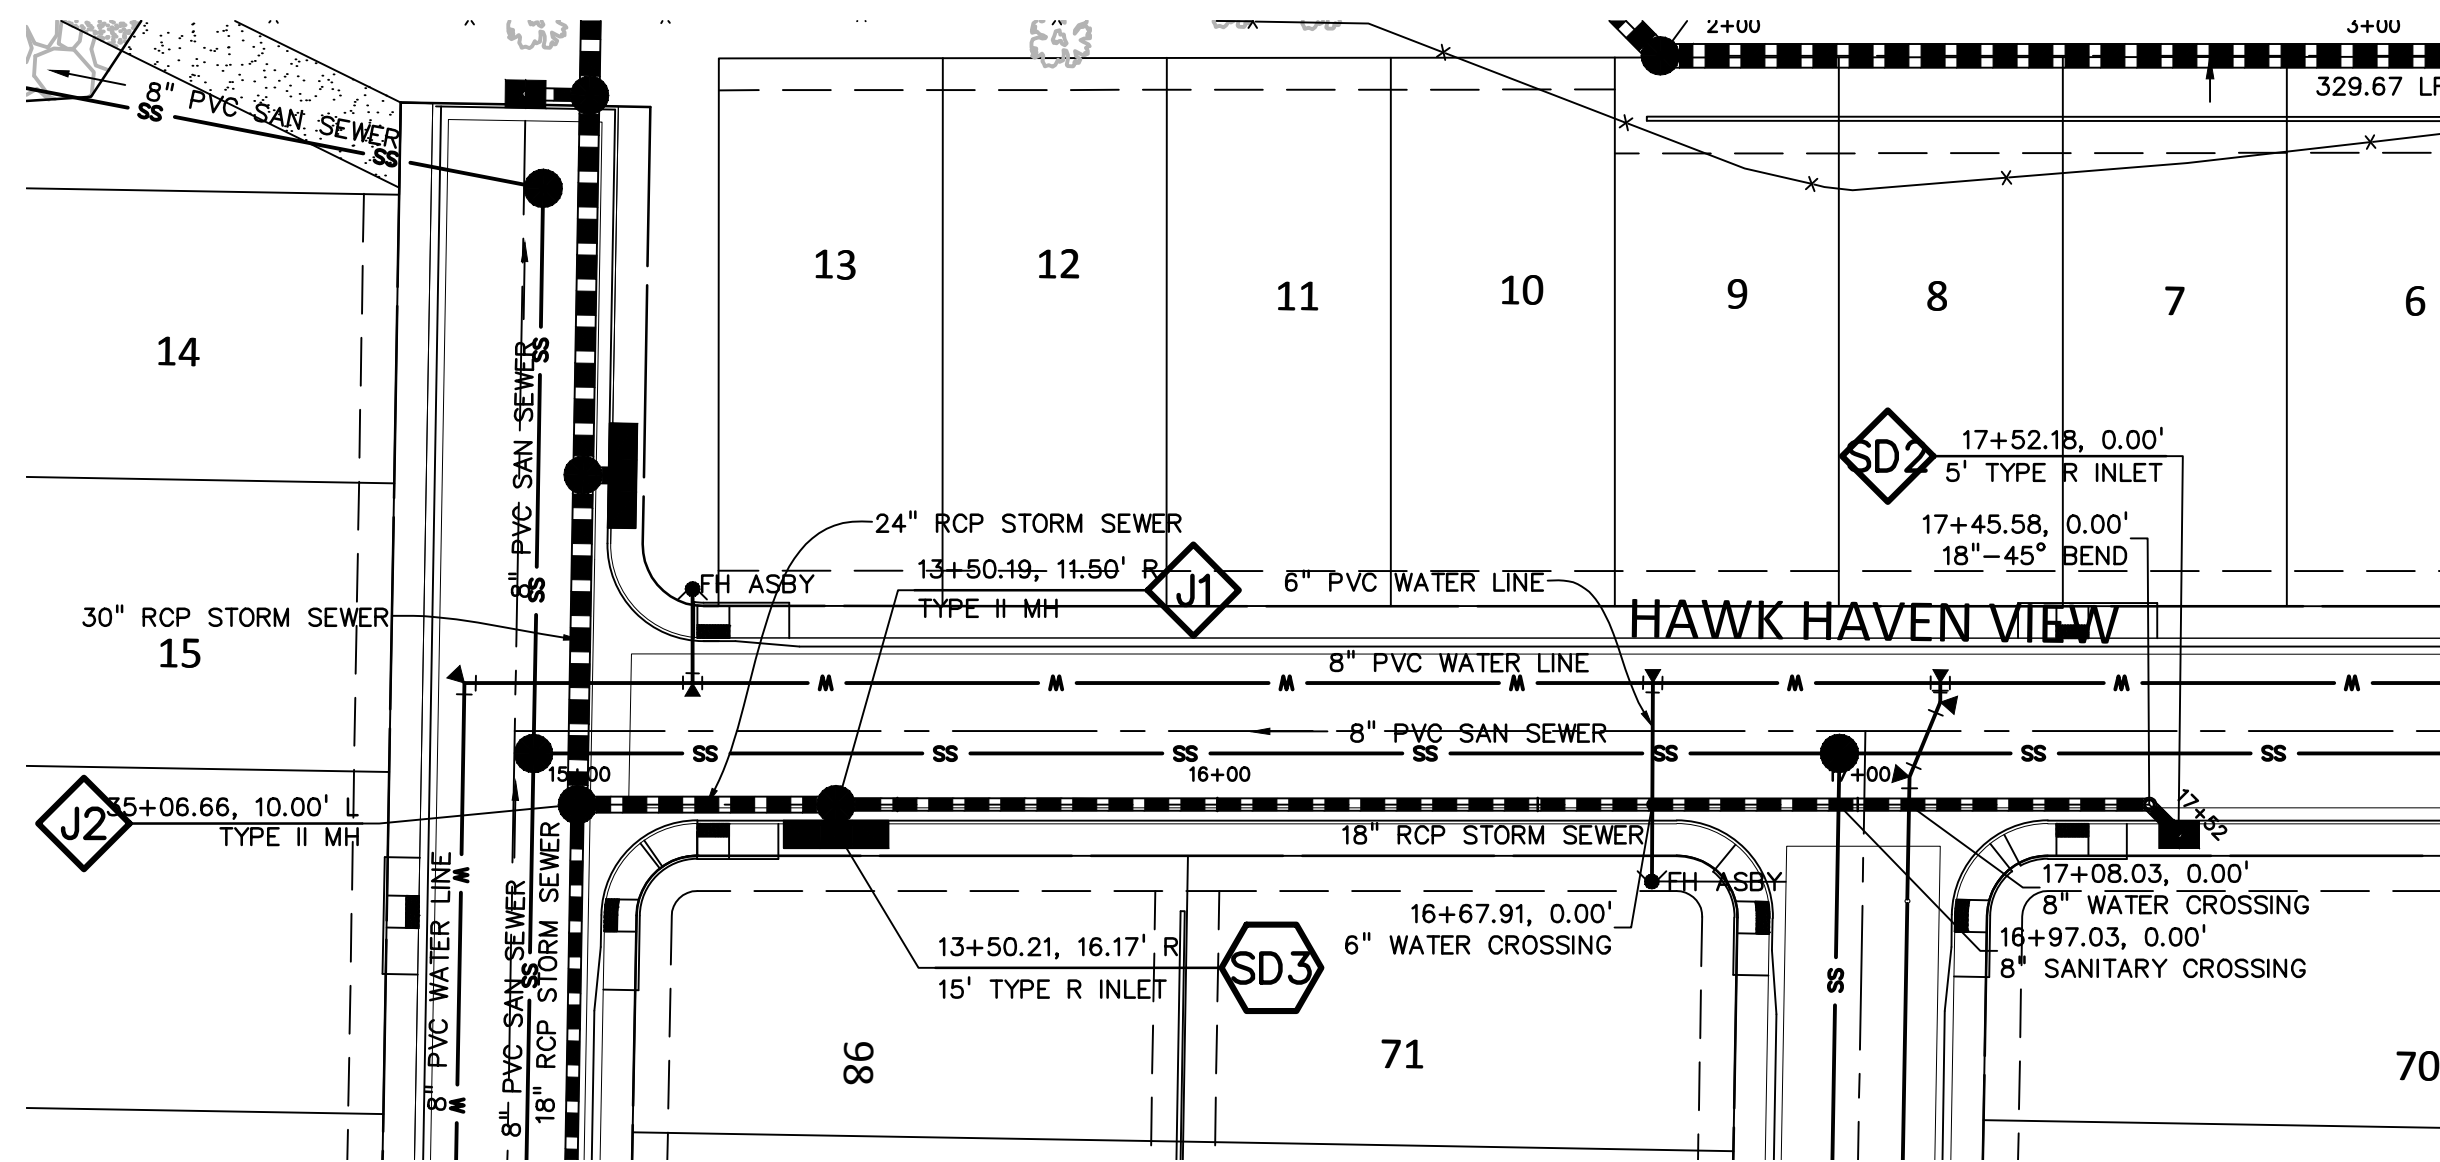 2+00
3+00
329.67 LF
8" PVC SAN SEWER
SS
SS
13
12
11
10
9
8
7
6
14
SS
8" PVC SAN SEWER
SS
SD2
17+52.18, 0.00'
5' TYPE R INLET
17+45.58, 0.00'
18"-45° BEND
24" RCP STORM SEWER
13+50.19, 11.50' R
TYPE II MH
J1
FH ASBY
6" PVC WATER LINE
30" RCP STORM SEWER
15
HAWK HAVEN VIEW
8" PVC WATER LINE
W W W W W W W
8" PVC SAN SEWER
SS SS SS SS SS SS SS
15+00
16+00
17+00
17+52
J2
35+06.66, 10.00' L
TYPE II MH
18" RCP STORM SEWER
FH ASBY
17+08.03, 0.00'
8" WATER CROSSING
16+97.03, 0.00'
8" SANITARY CROSSING
16+67.91, 0.00'
6" WATER CROSSING
13+50.21, 16.17' R
15' TYPE R INLET
SD3
W
8" PVC WATER LINE
W
8" PVC SAN SEWER
SS
18" RCP STORM SEWER
SS
98
71
70